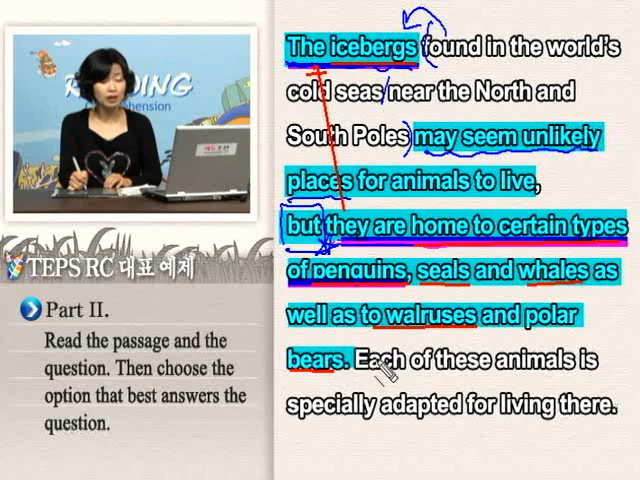 READING
Comprehension
TEPS RC 대표 예제
Part II.
Read the passage and the
question. Then choose the
option that best answers the
question.
The icebergs found in the world's
cold seas near the North and
South Poles may seem unlikely
places for animals to live,
but they are home to certain types
of penguins, seals and whales as
well as to walruses and polar
bears. Each of these animals is
specially adapted for living there.